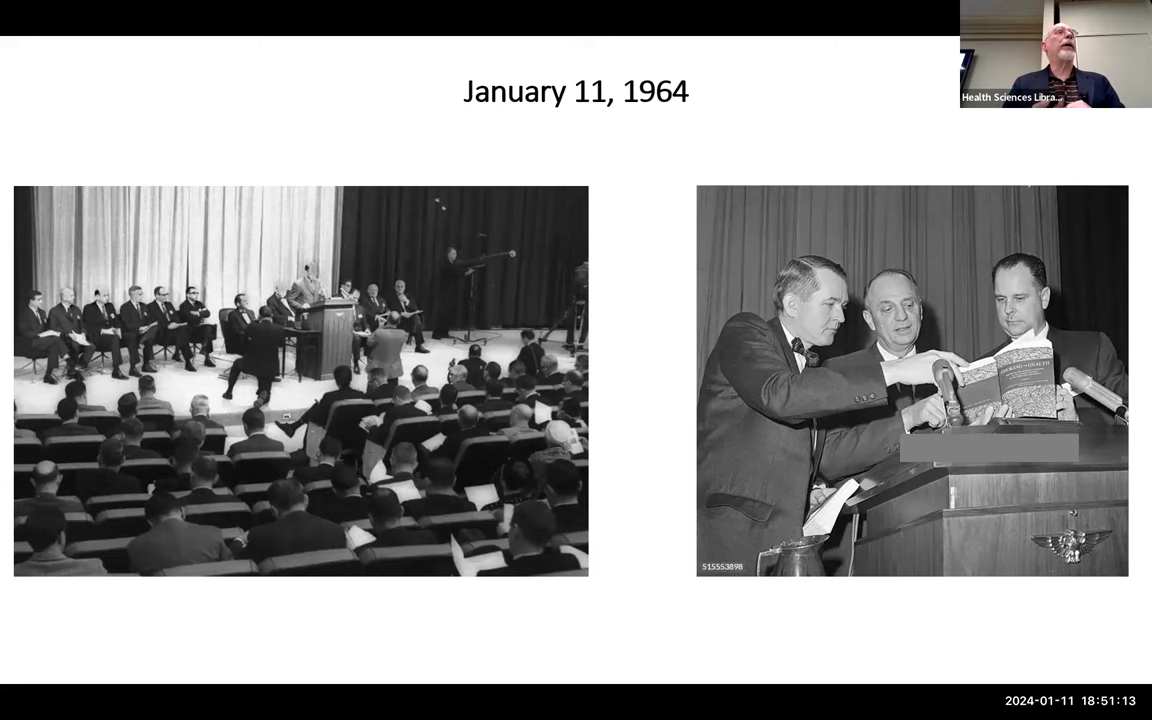 January 11, 1964
Health Sciences Libra...
SMOKING and HEALTH
515553898
2024-01-11 18:51:13